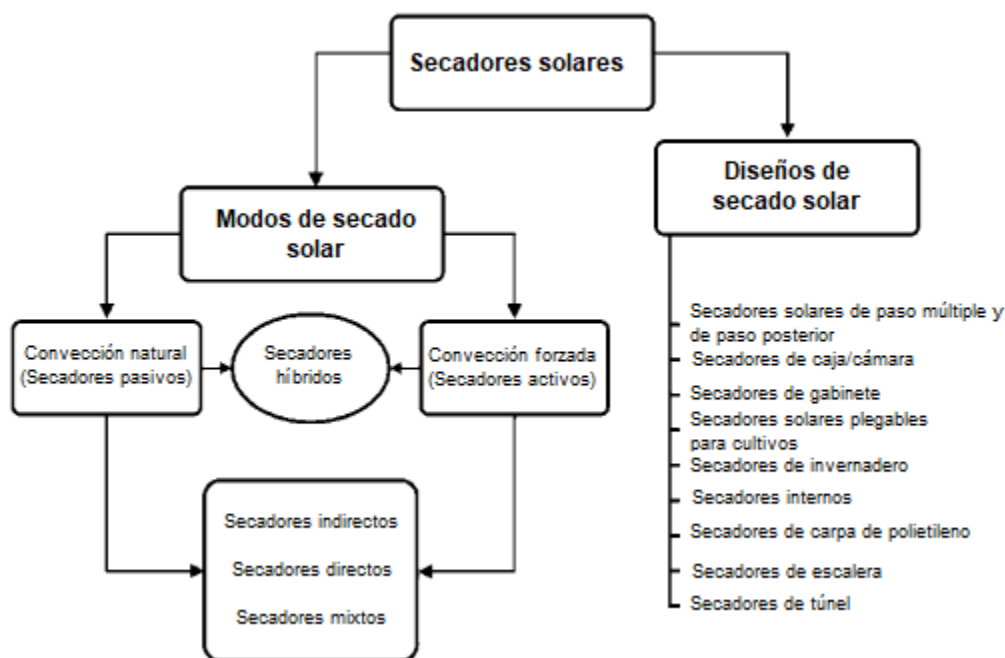 Secadores solares
Modos de secado
solar
Diseños de
secado solar
Convección natural
(Secadores pasivos)
Secadores
híbridos
Convección forzada
(Secadores activos)
Secadores indirectos
Secadores directos
Secadores mixtos
Secadores solares de paso múltiple y
de paso posterior
Secadores de caja/cámara
Secadores de gabinete
Secadores solares plegables
para cultivos
Secadores de invernadero
Secadores internos
Secadores de carpa de polietileno
Secadores de escalera
Secadores de túnel